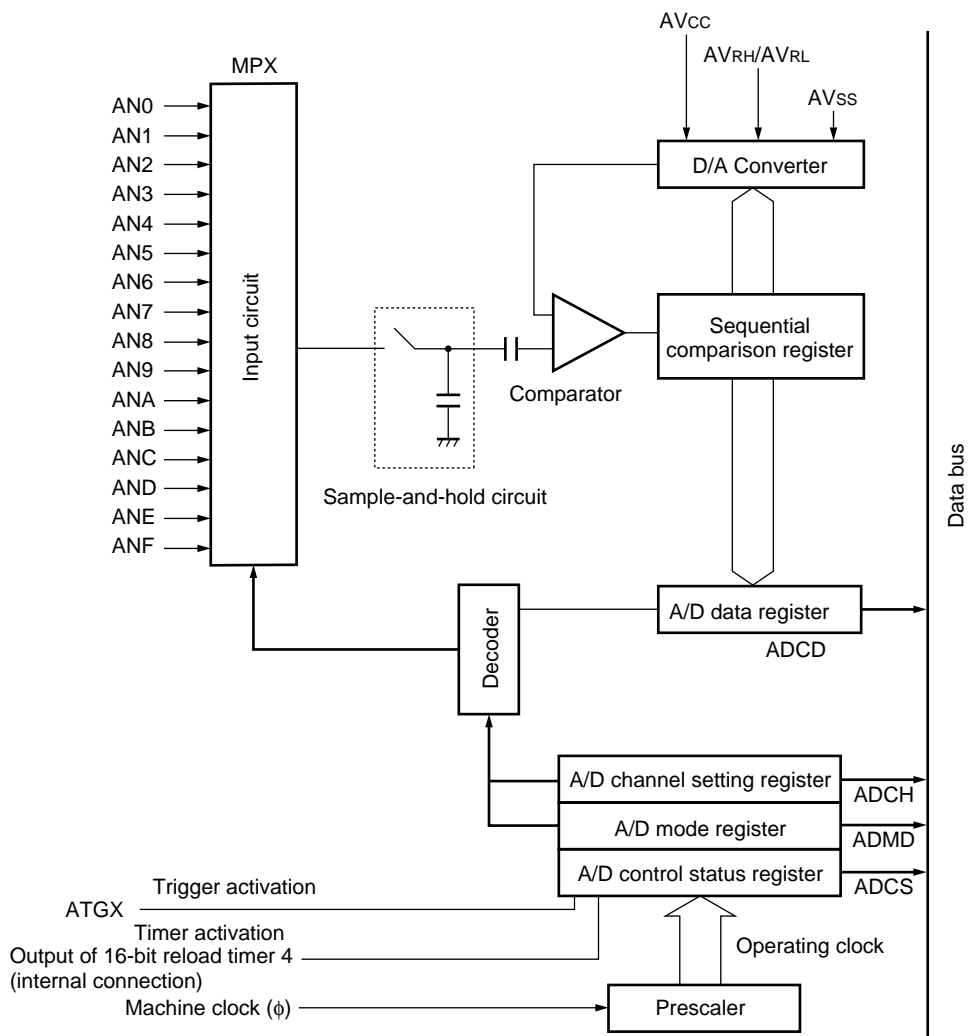 AVCC
AVRH/AVRL
AVSS
MPX
AN0
AN1
AN2
AN3
AN4
AN5
AN6
AN7
AN8
AN9
ANA
ANB
ANC
AND
ANE
ANF
Input circuit
D/A Converter
Sequential
comparison register
Comparator
Sample-and-hold circuit
Data bus
A/D data register
ADCD
Decoder
A/D channel setting register
ADCH
A/D mode register
ADMD
A/D control status register
ADCS
Trigger activation
ATGX
Timer activation
Output of 16-bit reload timer 4
(internal connection)
Operating clock
Machine clock (ϕ)
Prescaler